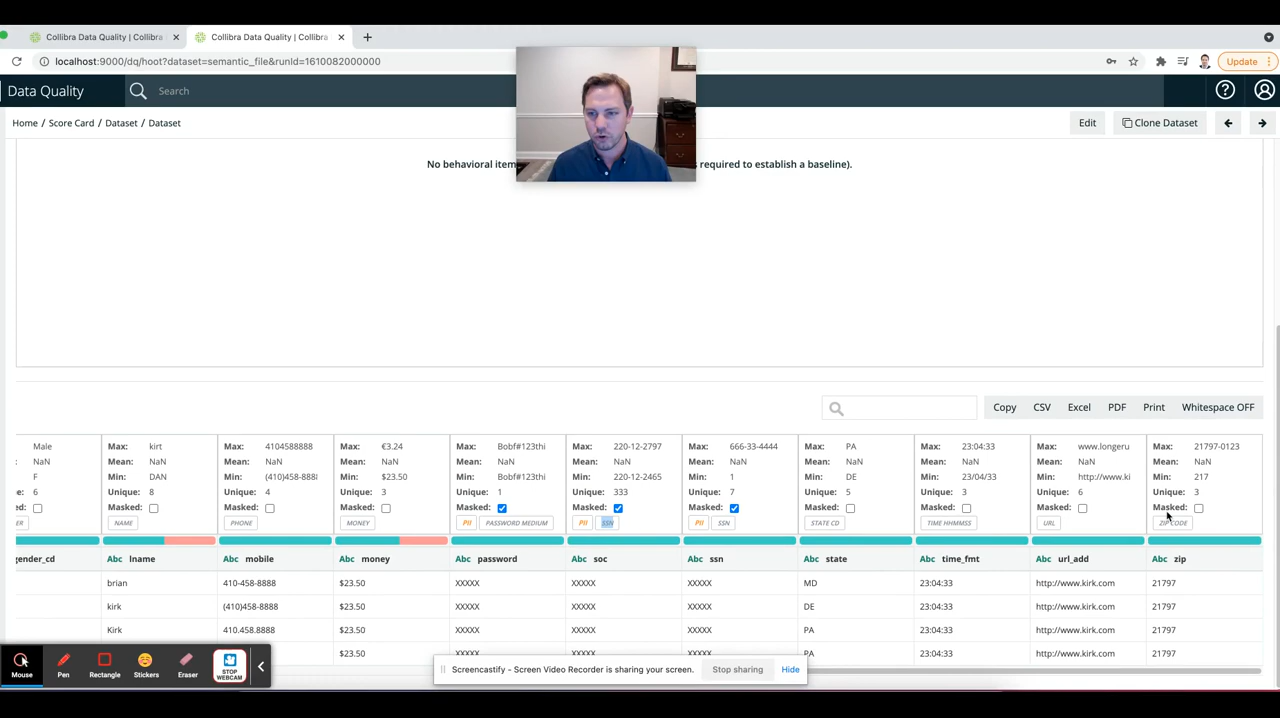 Collibra Data Quality | Collibra
Collibra Data Quality | Collibra
localhost:9000/dq/hoot?dataset=semantic_file&runId=1610082000000
Update
Data Quality
Search
Home / Score Card / Dataset / Dataset
Edit
Clone Dataset
No behavioral item
required to establish a baseline).
Copy CSV Excel PDF Print Whitespace OFF
Male Max: kirt Max: 4104588888 Max: €3.24 Max: Bobf#123thi Max: 220-12-2797 Max: 666-33-4444 Max: PA Max: 23:04:33 Max: www.longeru Max: 21797-0123
NaN Mean: NaN Mean: NaN Mean: NaN Mean: NaN Mean: NaN Mean: NaN Mean: NaN Mean: NaN Mean: NaN Mean: NaN
F Min: DAN Min: (410)458-888 Min: $23.50 Min: Bobf#123thi Min: 220-12-2465 Min: 1 Min: DE Min: 23/04/33 Min: http://www.ki Min: 217
: 6 Unique: 8 Unique: 4 Unique: 3 Unique: 1 Unique: 333 Unique: 7 Unique: 5 Unique: 3 Unique: 6 Unique: 3
d: Masked: Masked: Masked: Masked: Masked: Masked: Masked: Masked: Masked: Masked:
ER NAME PHONE MONEY PII PASSWORD MEDIUM PII SSN PII SSN STATE CD TIME HHMMSS URL ZIP CODE
gender_cd Abc lname Abc mobile Abc money Abc password Abc soc Abc ssn Abc state Abc time_fmt Abc url_add Abc zip
brian 410-458-8888 $23.50 XXXXX XXXXX XXXXX MD 23:04:33 http://www.kirk.com 21797
kirk (410)458-8888 $23.50 XXXXX XXXXX XXXXX DE 23:04:33 http://www.kirk.com 21797
Kirk 410.458.8888 $23.50 XXXXX XXXXX XXXXX PA 23:04:33 http://www.kirk.com 21797
$23.50 XXXXX XXXXX XXXXX PA 23:04:33 http://www.kirk.com 21797
Mouse Pen Rectangle Stickers Eraser STOP WEBCAM
Screencastify - Screen Video Recorder is sharing your screen. Stop sharing Hide